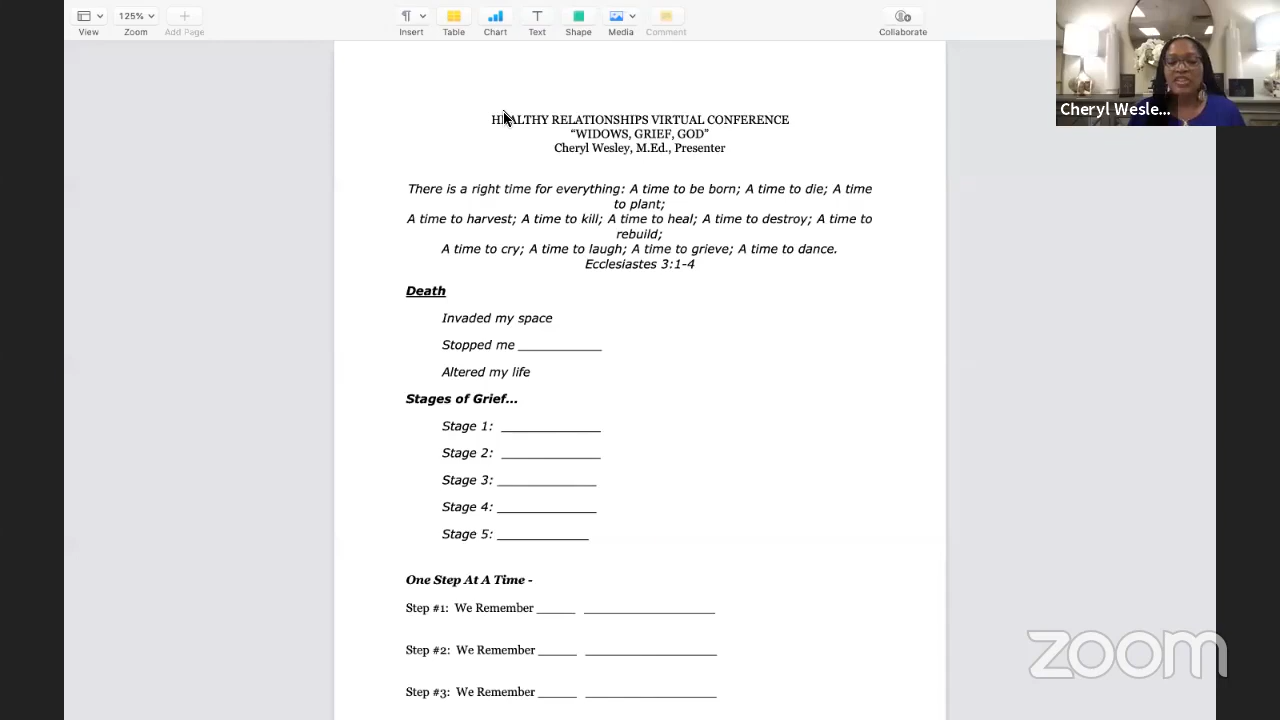 View
125%
Zoom
Add Page
Insert
Table
Chart
Text
Shape
Media
Comment
Collaborate
Cheryl Wesle...
HEALTHY RELATIONSHIPS VIRTUAL CONFERENCE
“WIDOWS, GRIEF, GOD”
Cheryl Wesley, M.Ed., Presenter
There is a right time for everything: A time to be born; A time to die; A time
to plant;
A time to harvest; A time to kill; A time to heal; A time to destroy; A time to
rebuild;
A time to cry; A time to laugh; A time to grieve; A time to dance.
Ecclesiastes 3:1-4
Death
Invaded my space
Stopped me ____________
Altered my life
Stages of Grief...
Stage 1: ______________
Stage 2: ______________
Stage 3: ______________
Stage 4: ______________
Stage 5: _____________
One Step At A Time -
Step #1: We Remember ______ ____________________
Step #2: We Remember ______ ____________________
Step #3: We Remember ______ ____________________
zoom